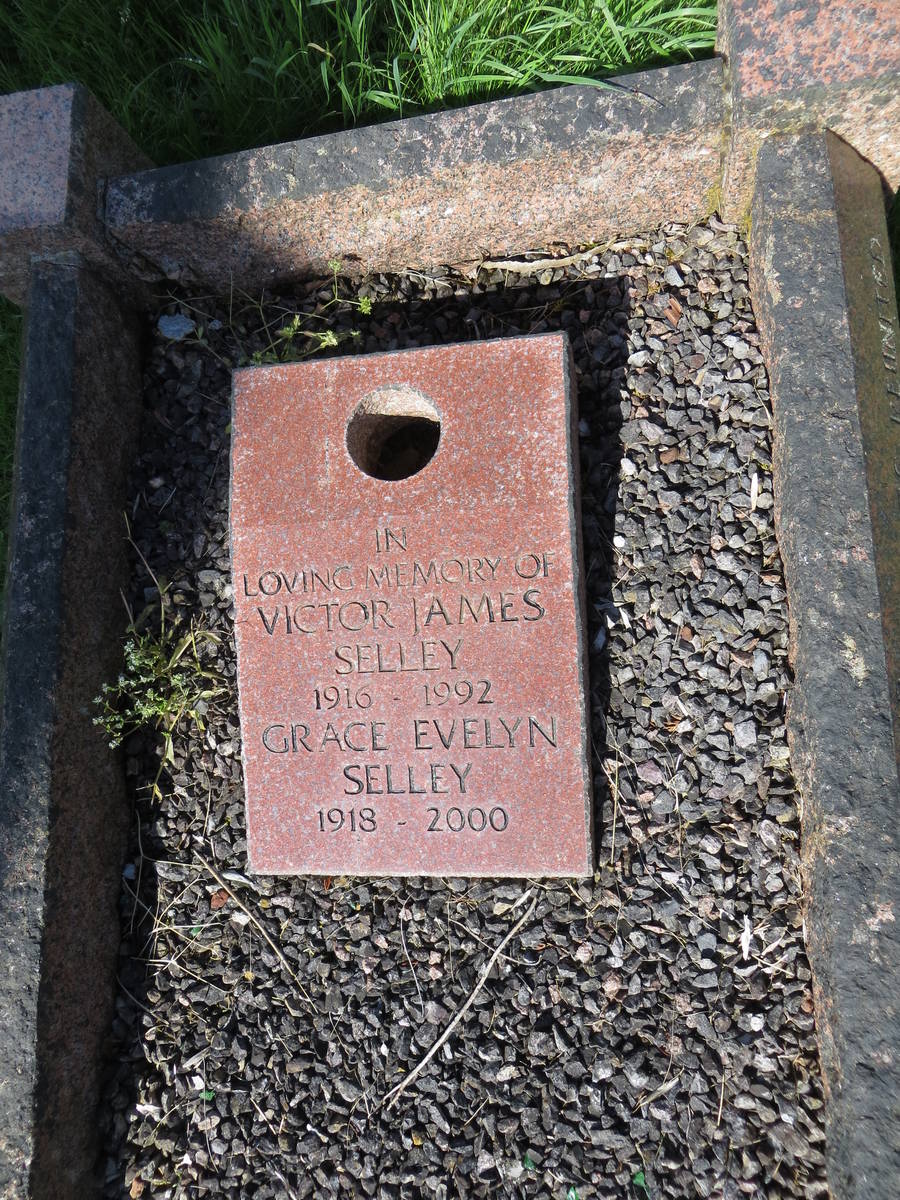 IN
LOVING MEMORY OF
VICTOR JAMES
SELLEY
1916 - 1992
GRACE EVELYN
SELLEY
1918 - 2000